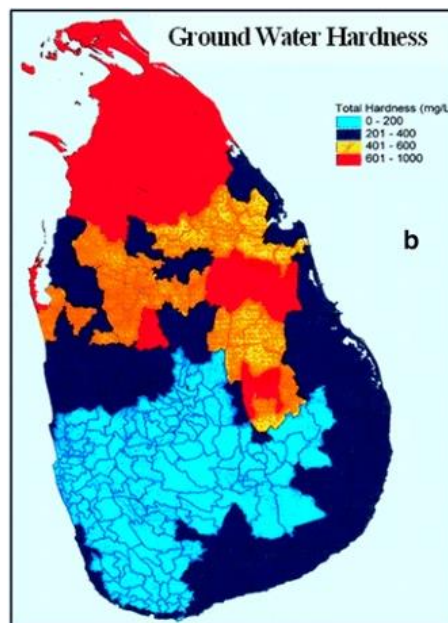 Ground Water Hardness
Total Hardness (mg/L
0 - 200
201 - 400
401 - 600
601 - 1000
b